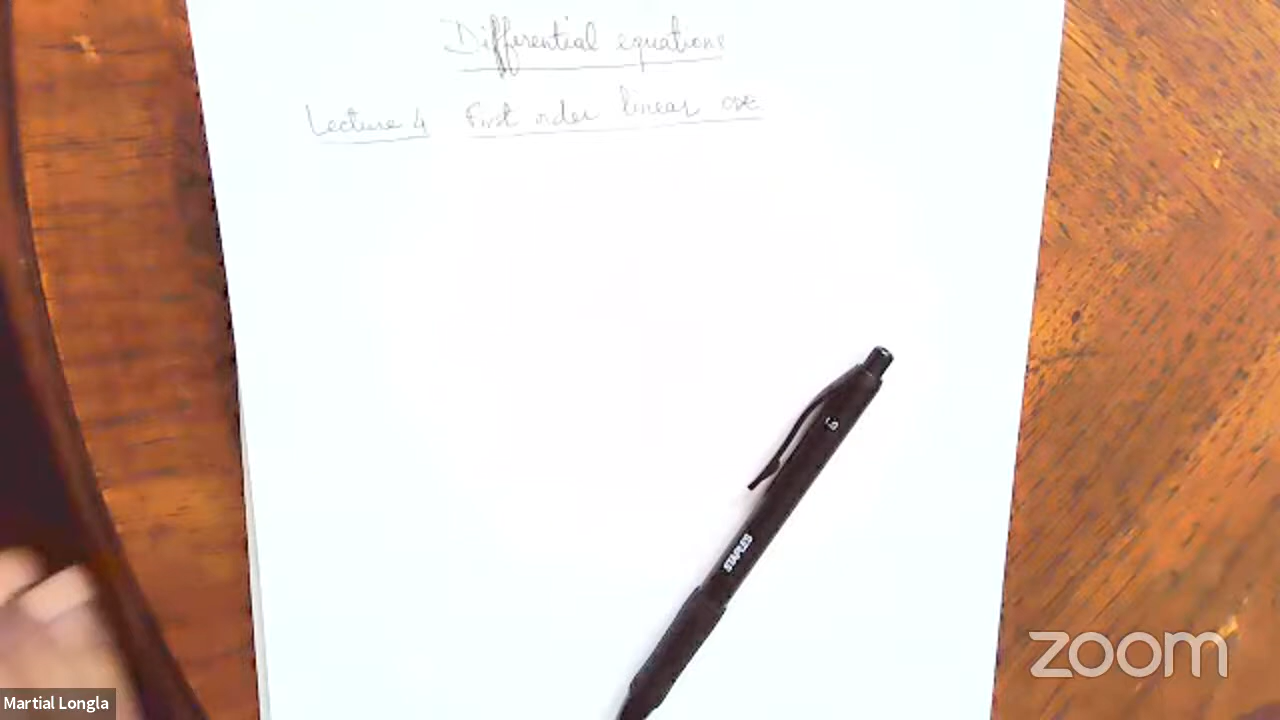 Differential equations
Lecture 4 First order linear ODE
STAPLES
zoom
Martial Longla